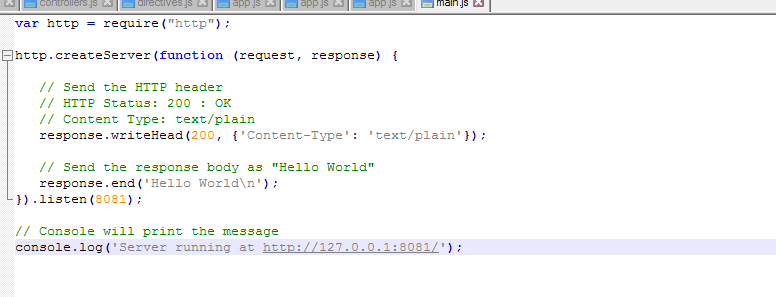 controllers.js directives.js app.js app.js app.js main.js
var http = require("http");
http.createServer(function (request, response) {
// Send the HTTP header
// HTTP Status: 200 : OK
// Content Type: text/plain
response.writeHead(200, {'Content-Type': 'text/plain'});
// Send the response body as "Hello World"
response.end('Hello World\n');
}).listen(8081);
// Console will print the message
console.log('Server running at http://127.0.0.1:8081/');